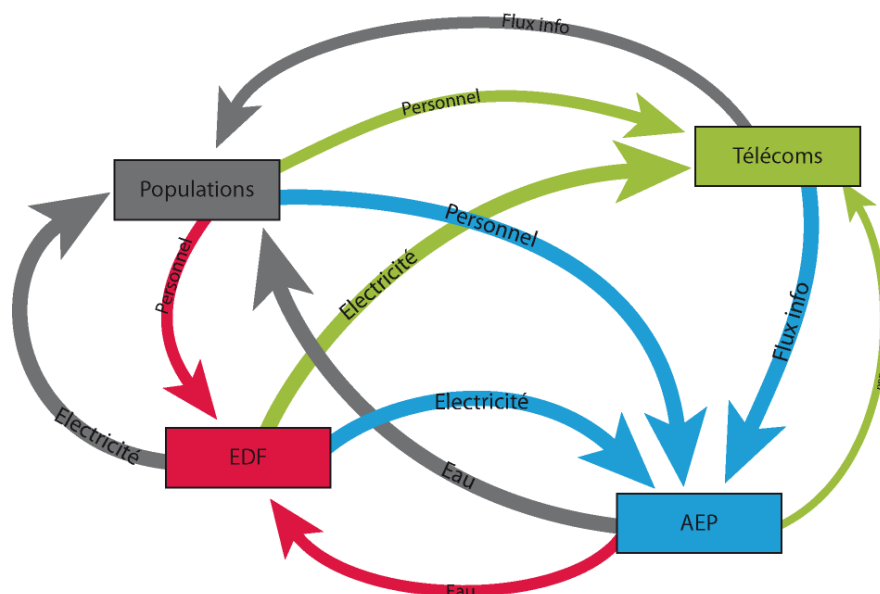 Flux info
Personnel
Télécoms
Populations
Personnel
Personnel
Electricité
Flux info
Electricité
Electricité
EDF
Eau
AEP
Eau